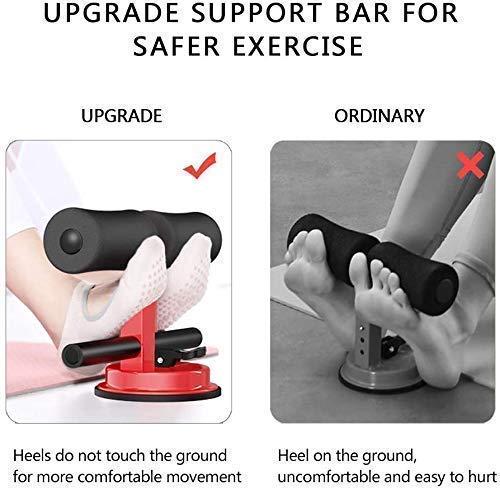 UPGRADE SUPPORT BAR FOR
SAFER EXERCISE
UPGRADE
ORDINARY
Heels do not touch the ground
for more comfortable movement
Heel on the ground,
uncomfortable and easy to hurt